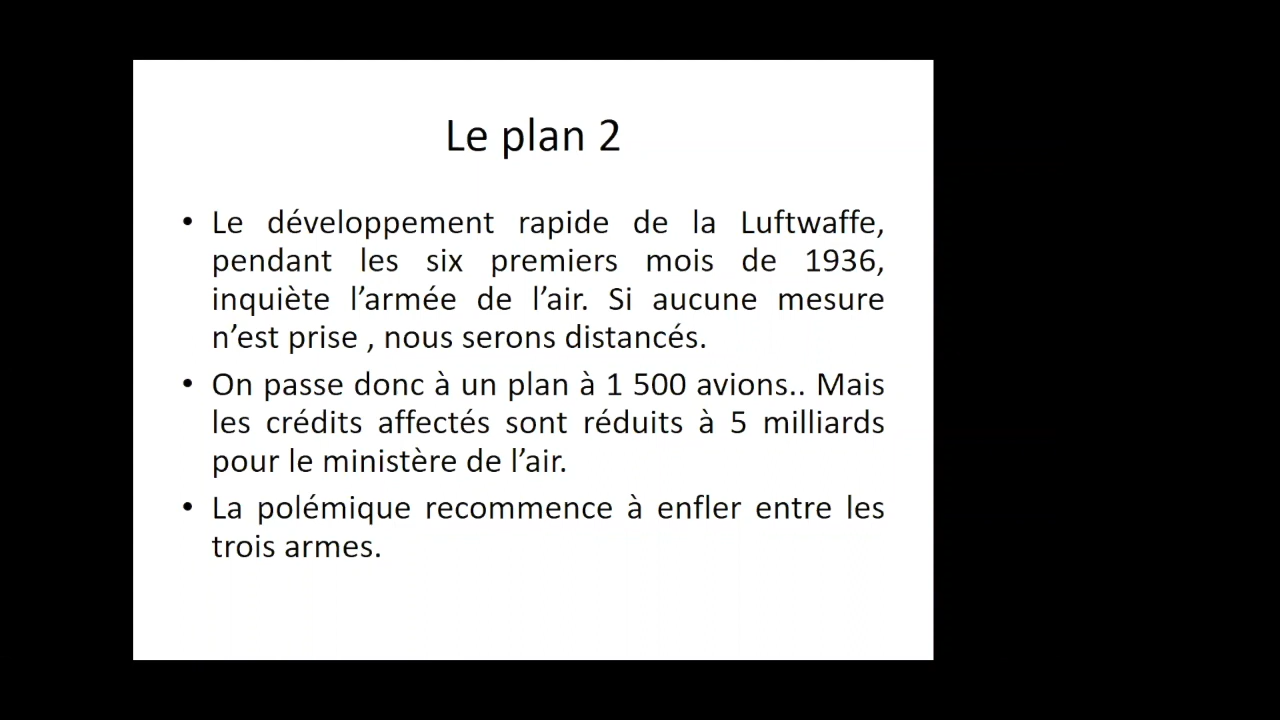 Le plan 2
• Le développement rapide de la Luftwaffe,
pendant les six premiers mois de 1936,
inquiète l’armée de l’air. Si aucune mesure
n’est prise , nous serons distancés.
• On passe donc à un plan à 1 500 avions.. Mais
les crédits affectés sont réduits à 5 milliards
pour le ministère de l’air.
• La polémique recommence à enfler entre les
trois armes.